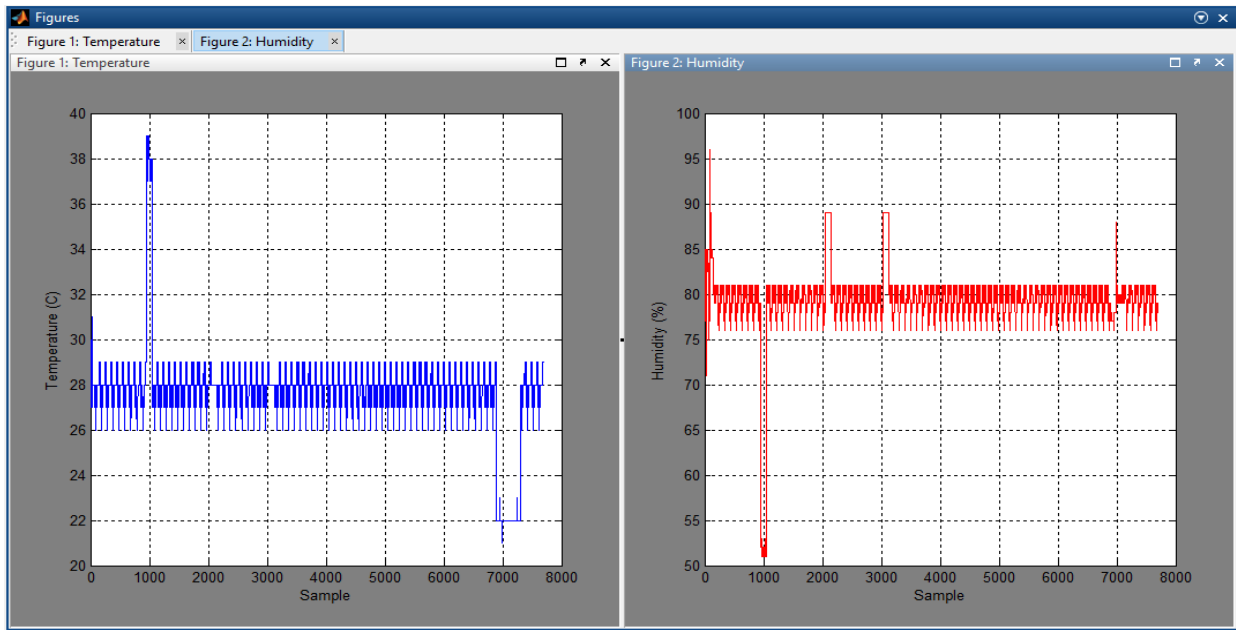 Figures
Figure 1: Temperature
Figure 2: Humidity
Figure 1: Temperature
40
38
36
34
32
30
28
26
24
22
20
Temperature (C)
0 1000 2000 3000 4000 5000 6000 7000 8000
Sample
Figure 2: Humidity
100
95
90
85
80
75
70
65
60
55
50
Humidity (%)
0 1000 2000 3000 4000 5000 6000 7000 8000
Sample